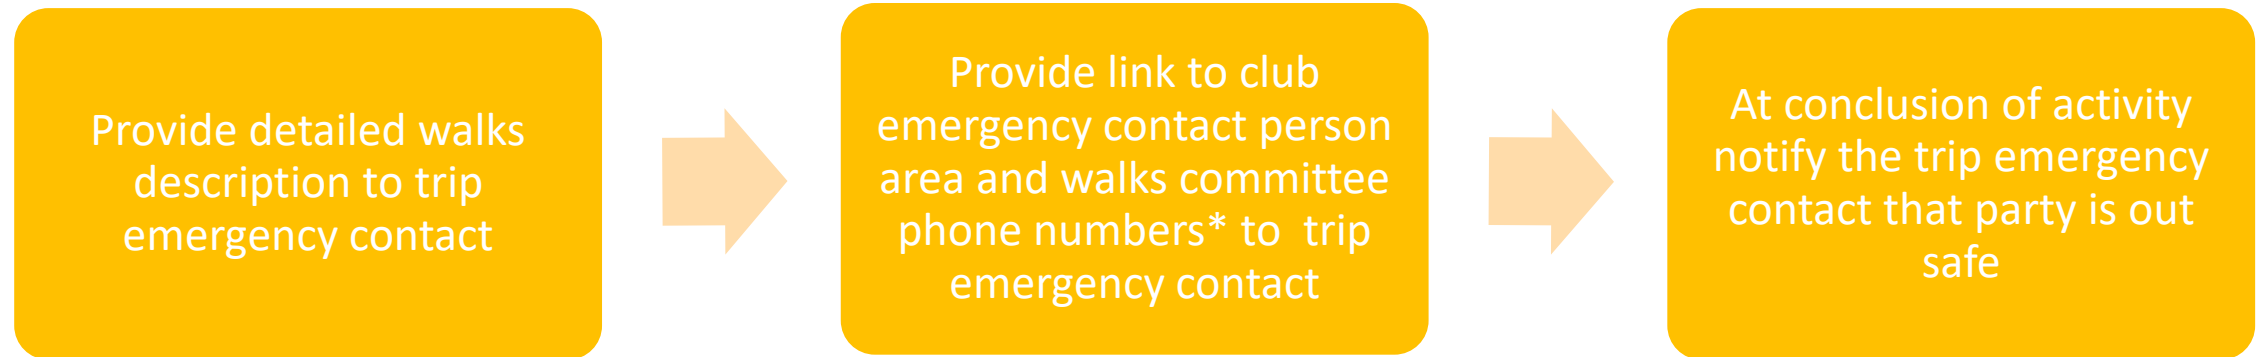 Provide detailed walks
description to trip
emergency contact
Provide link to club
emergency contact person
area and walks committee
phone numbers* to  trip
emergency contact
At conclusion of activity
notify the trip emergency
contact that party is out
safe